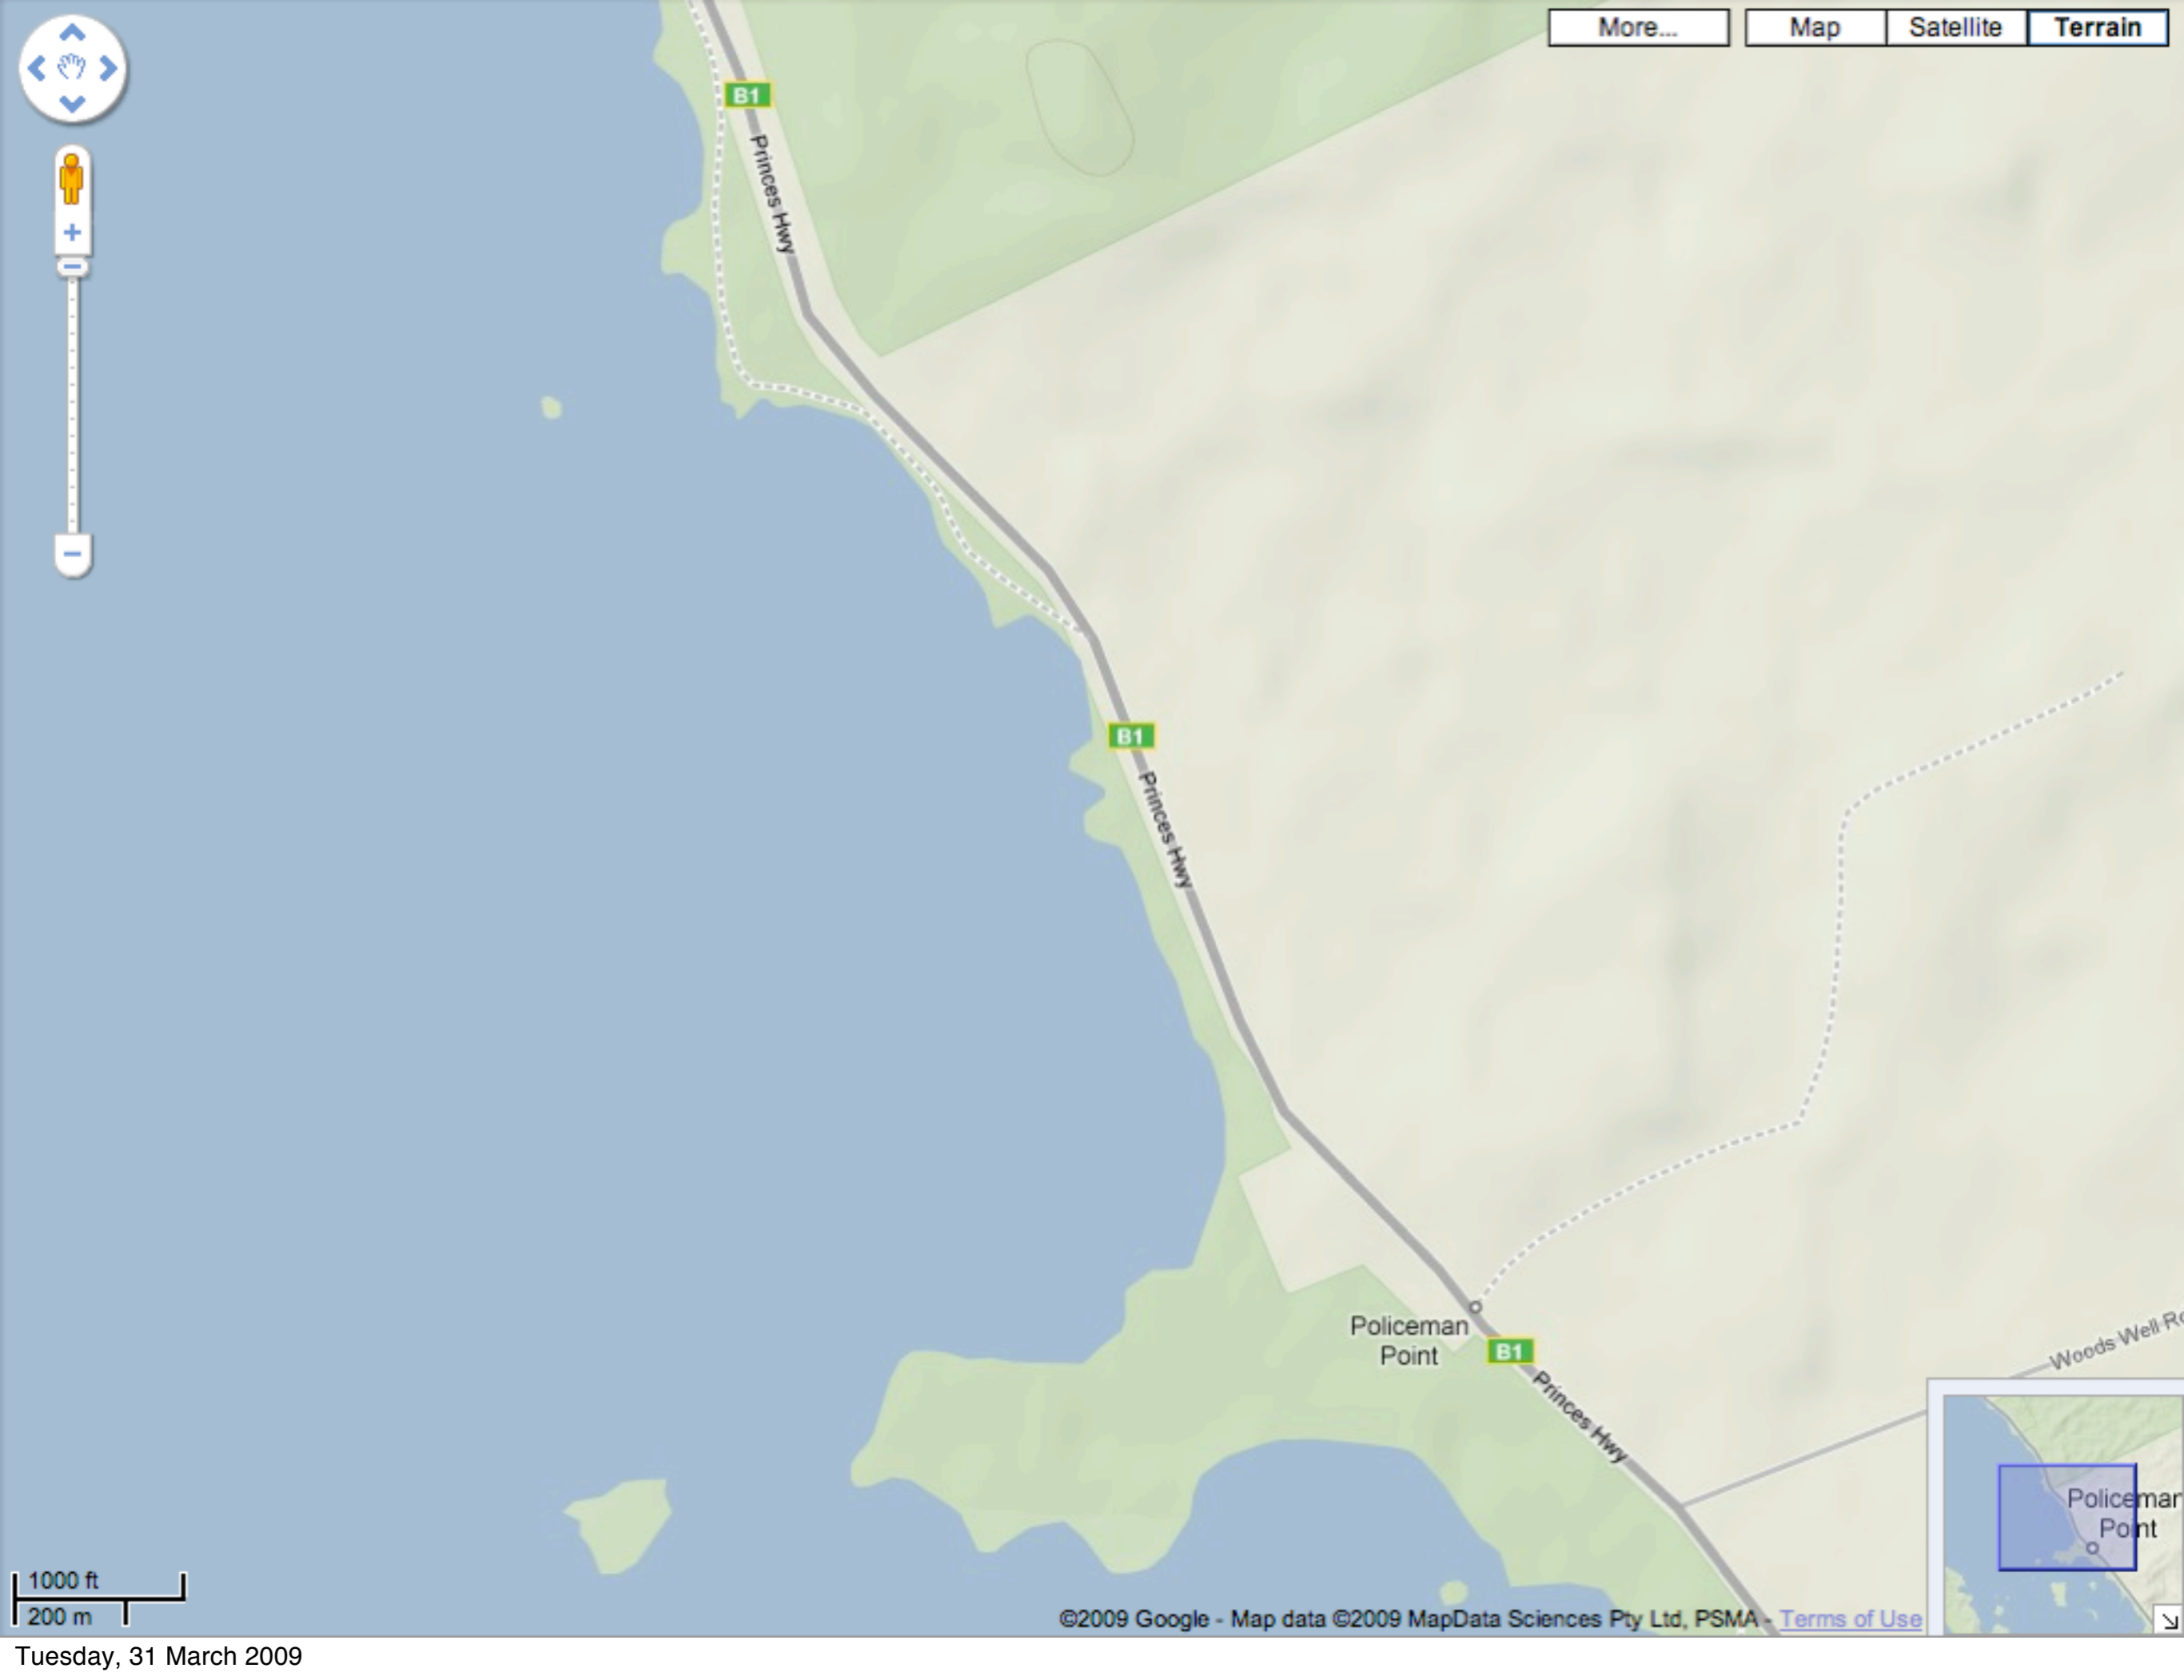 More...
Map
Satellite
Terrain
B1
Princes Hwy
B1
Princes Hwy
Policeman
Point
B1
Princes Hwy
Woods Well
Policeman
Point
1000 ft
200 m
©2009 Google - Map data ©2009 MapData Sciences Pty Ltd, PSMA - Terms of Use
Tuesday, 31 March 2009